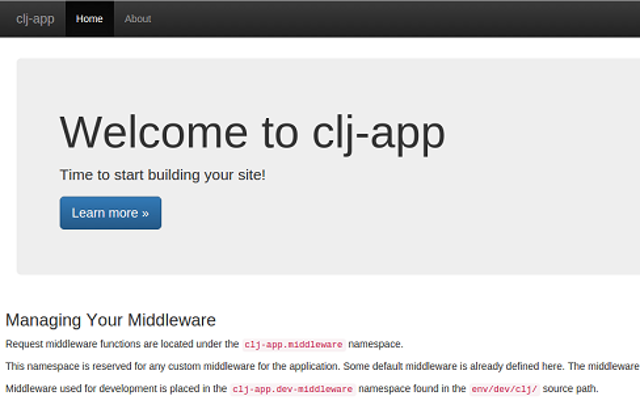 clj-app Home About
Welcome to clj-app
Time to start building your site!
Learn more »
Managing Your Middleware
Request middleware functions are located under the clj-app.middleware namespace.
This namespace is reserved for any custom middleware for the application. Some default middleware is already defined here. The middleware
Middleware used for development is placed in the clj-app.dev-middleware namespace found in the env/dev/clj/ source path.